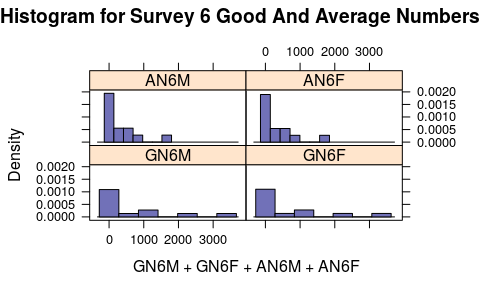 Histogram for Survey 6 Good And Average Numbers
0 1000 2000 3000
AN6M AN6F
0.0020
0.0015
0.0010
0.0005
0.0000
Density
GN6M GN6F
0.0020
0.0015
0.0010
0.0005
0.0000
0 1000 2000 3000
GN6M + GN6F + AN6M + AN6F